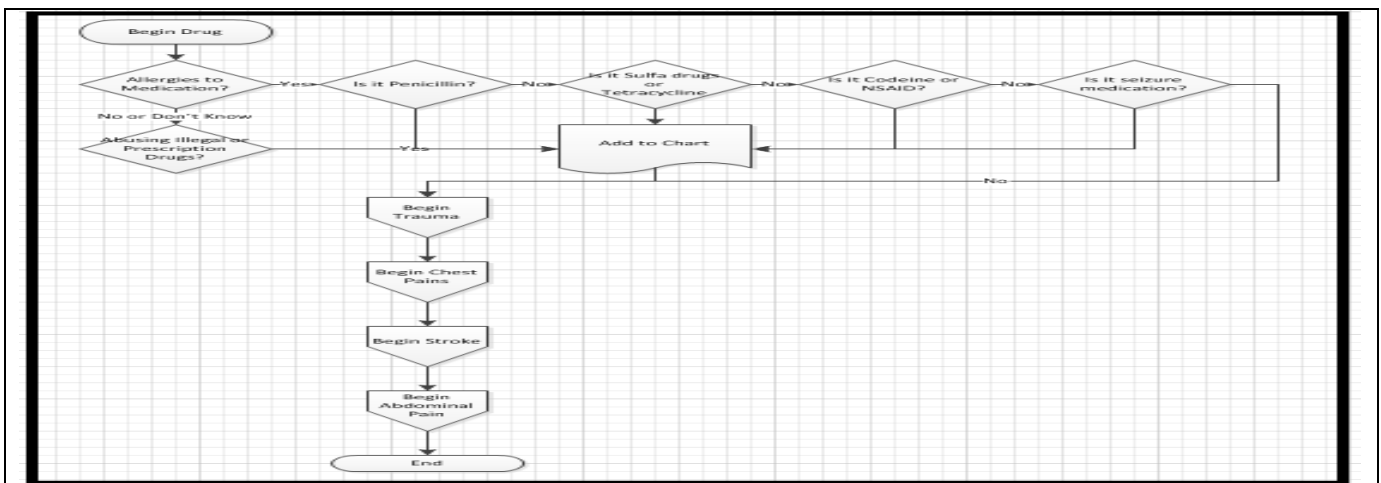 Begin Drug
Allergies to
Medication?
Yes
Is it Penicillin?
No
Is it Sulfa drugs
or
Tetracycline
No
Is it Codeine or
NSAID?
No
Is it seizure
medication?
No or Don't Know
Abusing Illegal or
Prescription
Drugs?
Yes
Add to Chart
No
Begin
Trauma
Begin Chest
Pains
Begin Stroke
Begin
Abdominal
Pain
End